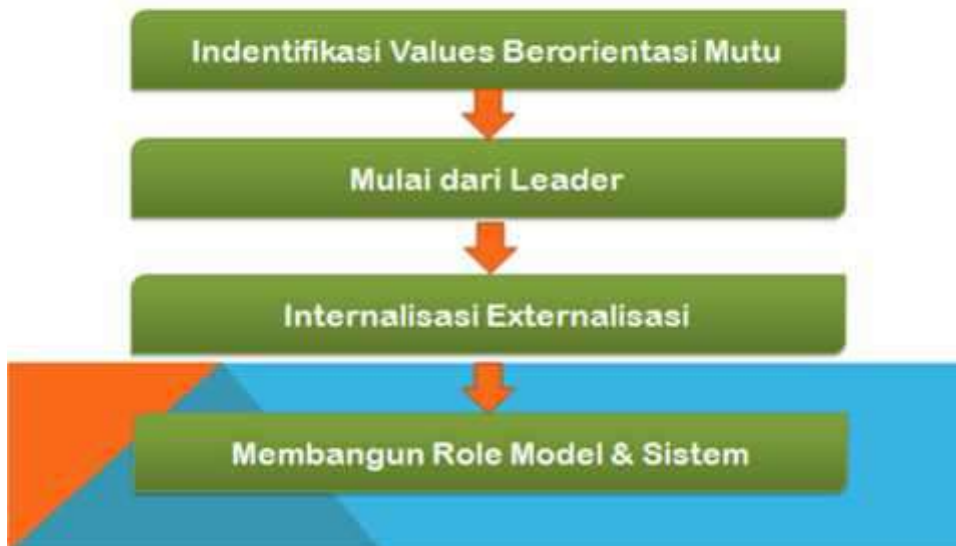 Indentifikasi Values Berorientasi Mutu
Mulai dari Leader
Internalisasi Externalisasi
Membangun Role Model & Sistem